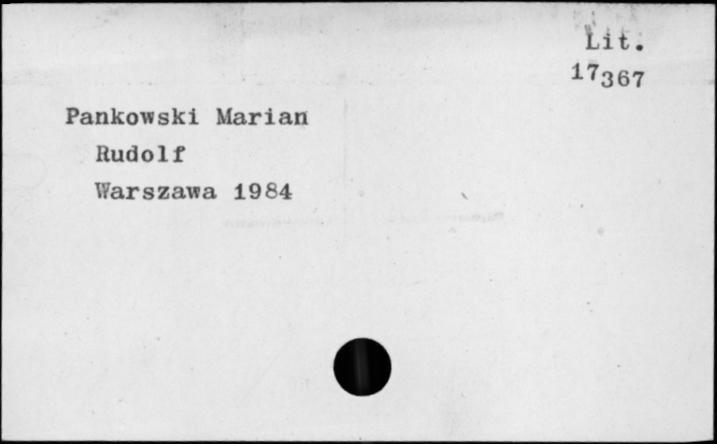 Lit.
17367
Pankowski Marian
Rudolf
Warszawa 1984